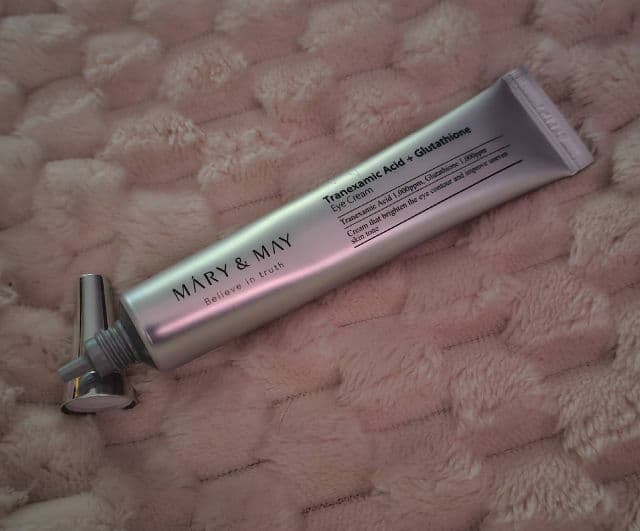 MARY & MAY
Believe in truth
Tranexamic Acid + Glutathione
Eye Cream
Tranexamic Acid 1,000ppm, Glutathione 1,000ppm
Cream that brighten the eye contour and improve uneven
skin tone